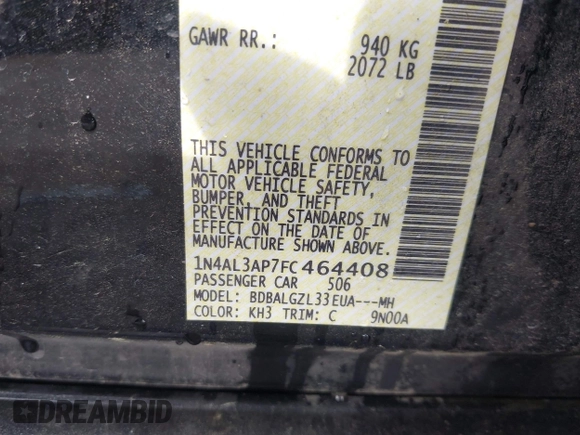 GAWR RR.: 940 KG
2072 LB
THIS VEHICLE CONFORMS TO
ALL APPLICABLE FEDERAL
MOTOR VEHICLE SAFETY,
BUMPER, AND THEFT
PREVENTION STANDARDS IN
EFFECT ON THE DATE OF
MANUFACTURE SHOWN ABOVE.
1N4AL3AP7FC464408
PASSENGER CAR 506
MODEL: BDBALGZL33EUA---MH
COLOR: KH3 TRIM: C 9N00A
DREAMBID